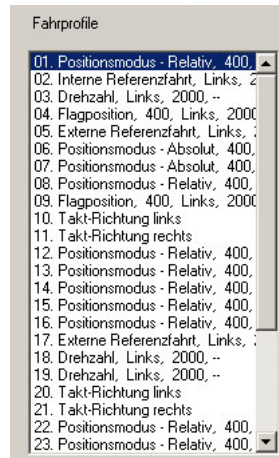 Fahrprofile
01. Positionsmodus - Relativ, 400,
02. Interne Referenzfahrt, Links, 2
03. Drehzahl, Links, 2000, --
04. Flagposition, 400, Links, 2000
05. Externe Referenzfahrt, Links, 
06. Positionsmodus - Absolut, 400,
07. Positionsmodus - Absolut, 400,
08. Positionsmodus - Relativ, 400,
09. Flagposition, 400, Links, 2000
10. Takt-Richtung links
11. Takt-Richtung rechts
12. Positionsmodus - Relativ, 400,
13. Positionsmodus - Relativ, 400,
14. Positionsmodus - Relativ, 400,
15. Positionsmodus - Relativ, 400,
16. Positionsmodus - Relativ, 400,
17. Externe Referenzfahrt, Links,
18. Drehzahl, Links, 2000, --
19. Drehzahl, Links, 2000, --
20. Takt-Richtung links
21. Takt-Richtung rechts
22. Positionsmodus - Relativ, 400,
23. Positionsmodus - Relativ, 400,